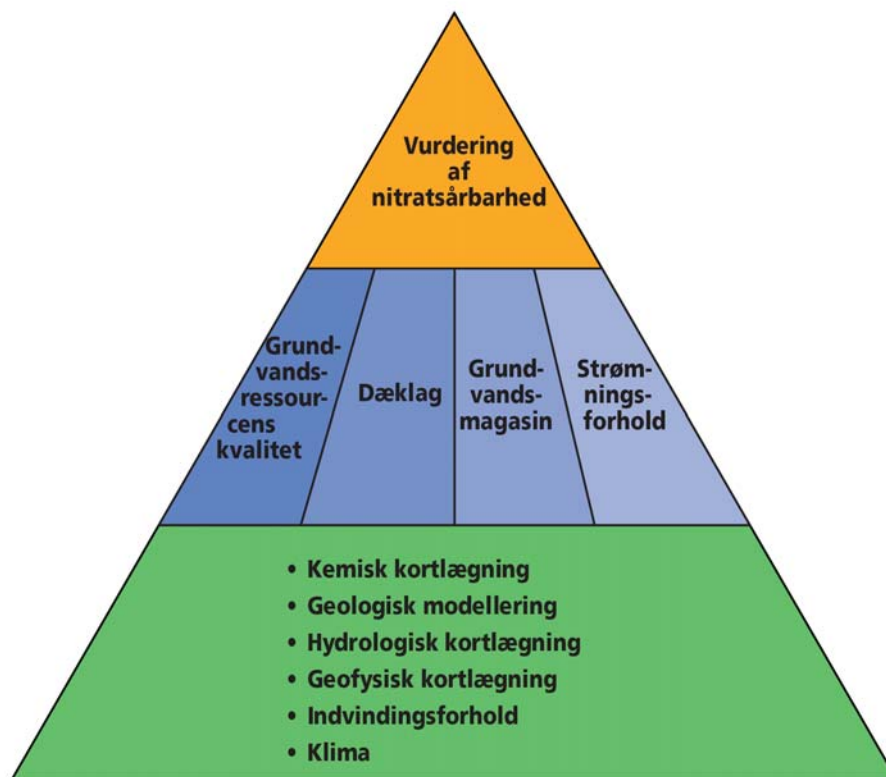 Vurdering
af
nitratsårbarhed
Grund-
vands-
ressour-
cens
kvalitet
Dæklag
Grund-
vands-
magasin
Strøm-
nings-
forhold
• Kemisk kortlægning
• Geologisk modellering
• Hydrologisk kortlægning
• Geofysisk kortlægning
• Indvindingsforhold
• Klima